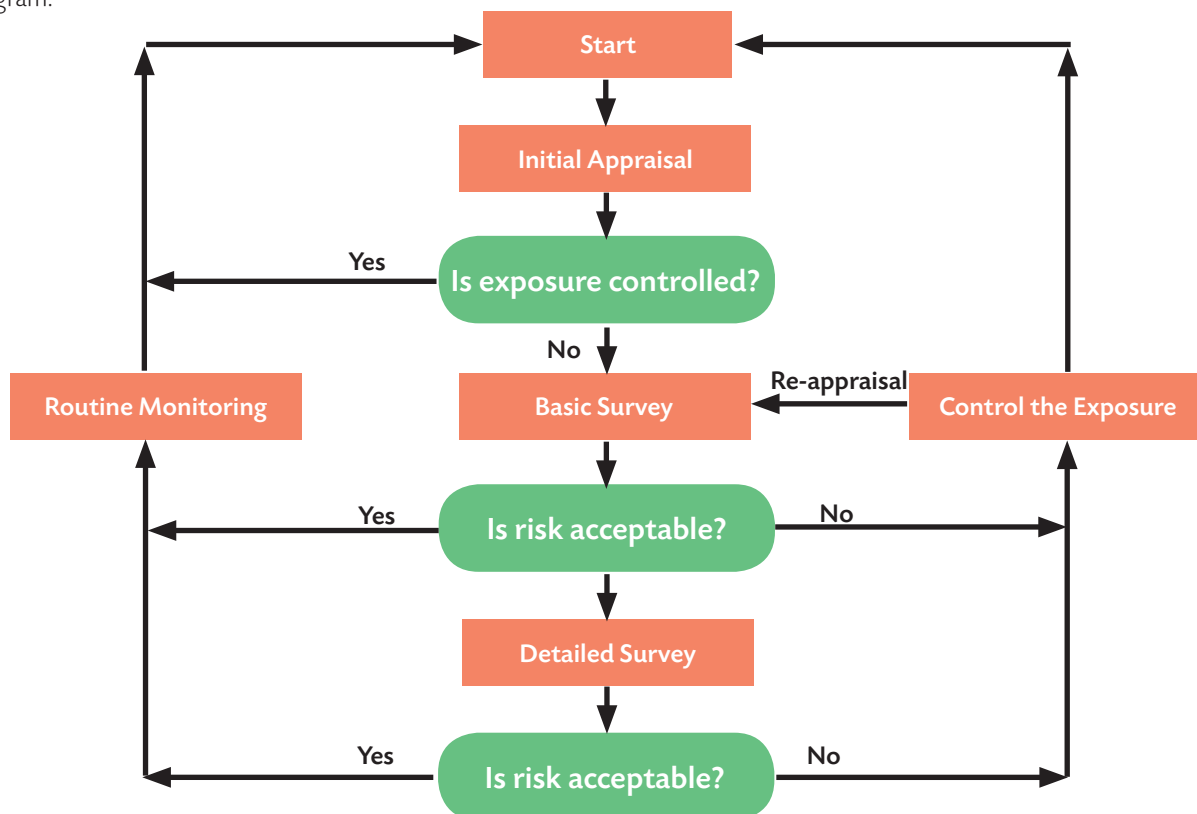 gram.
Start
Initial Appraisal
Yes
Is exposure controlled?
No
Re-appraisal
Routine Monitoring
Basic Survey
Control the Exposure
Yes
Is risk acceptable?
No
Detailed Survey
Yes
Is risk acceptable?
No